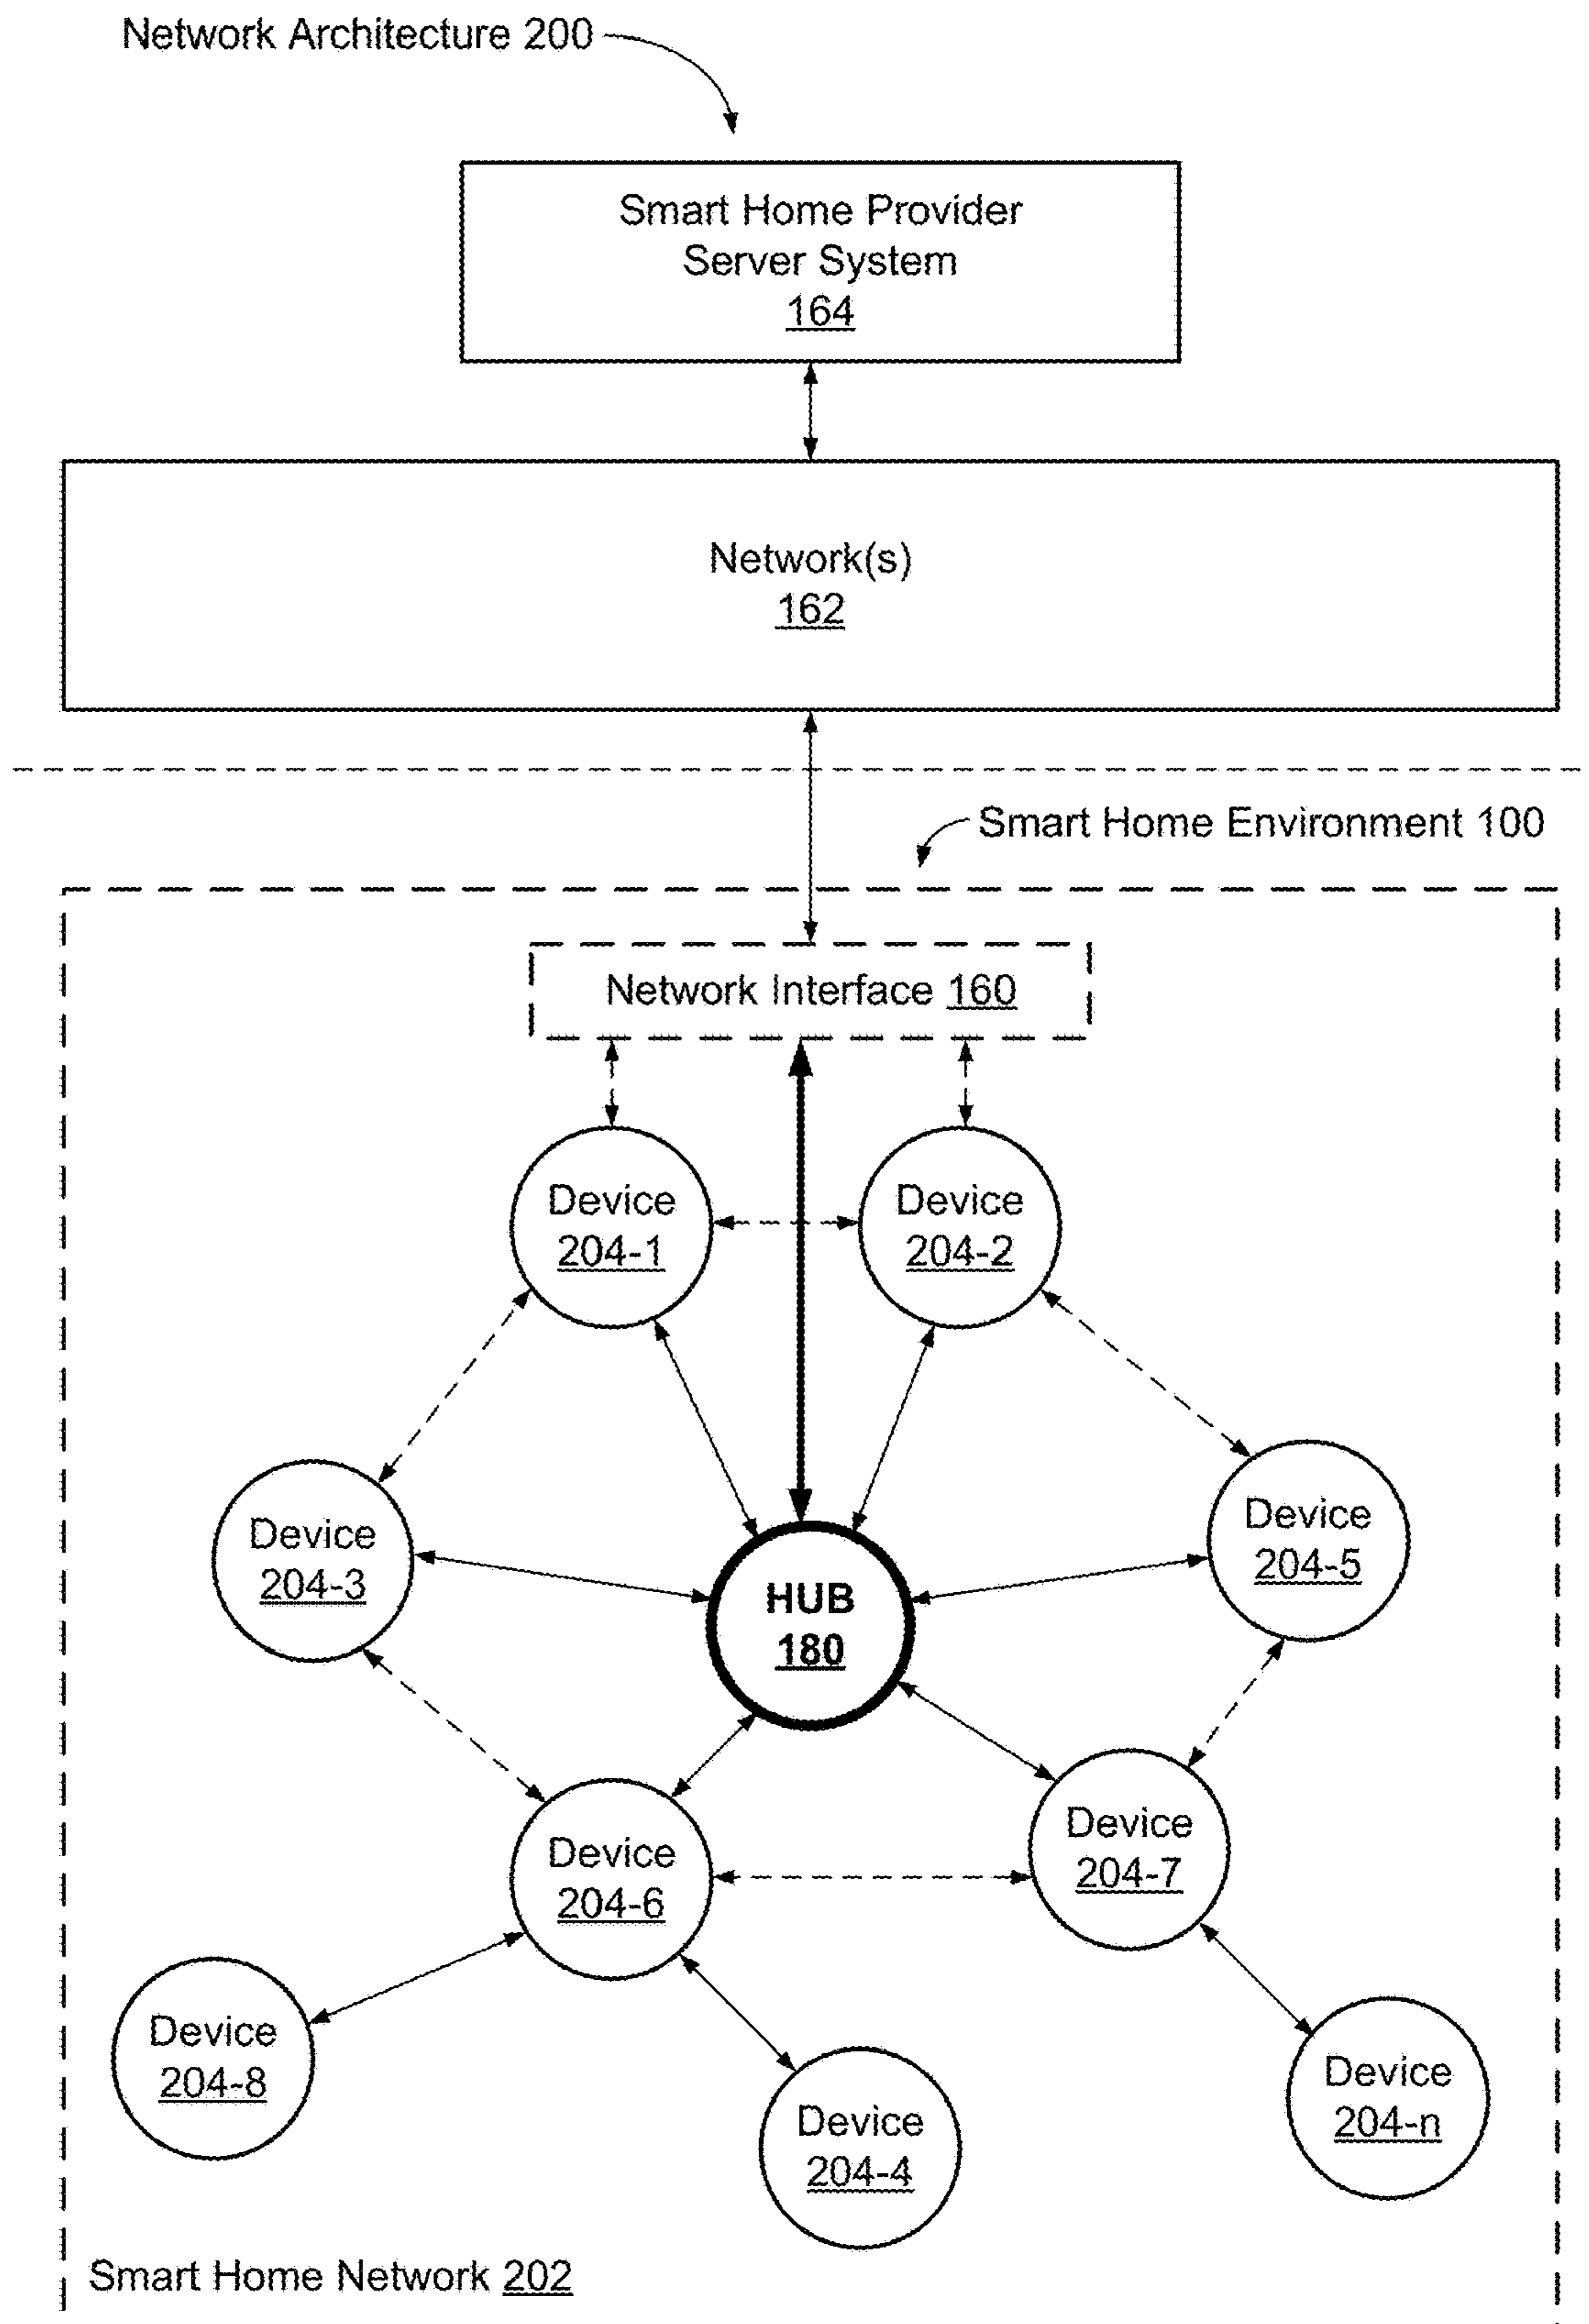 Network Architecture 200
Smart Home Provider
Server System
164
Network(s)
162
Smart Home Environment 100
Network Interface 160
Device
204-1
Device
204-2
Device
204-3
Device
204-5
HUB
180
Device
204-6
Device
204-7
Device
204-8
Device
204-4
Device
204-n
Smart Home Network 202